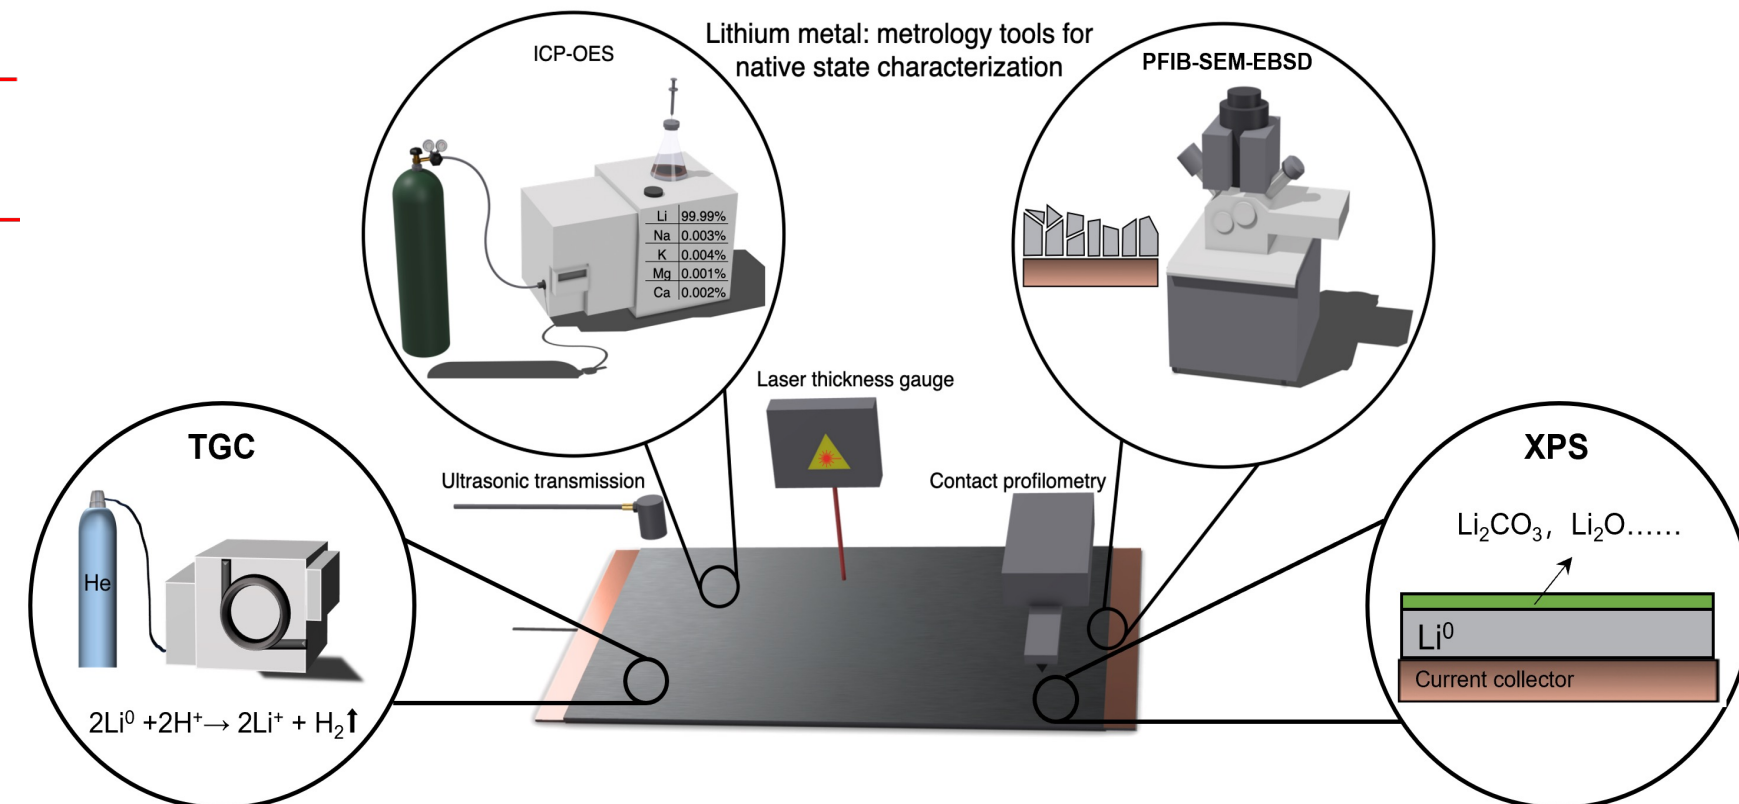 Lithium metal: metrology tools for
native state characterization
ICP-OES
Li 99.99%
Na 0.003%
K 0.004%
Mg 0.001%
Ca 0.002%
PFIB-SEM-EBSD
Laser thickness gauge
Ultrasonic transmission
Contact profilometry
TGC
He
2Li⁰ +2H⁺→ 2Li⁺ + H₂⬆
XPS
Li₂CO₃, Li₂O......
Li⁰
Current collector